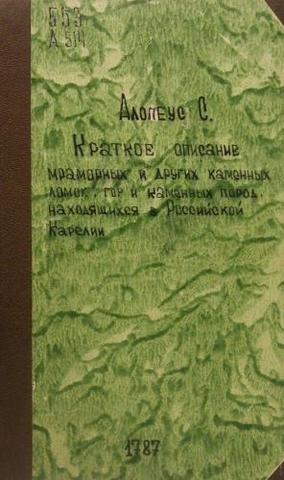 553
А 514
Алопеус С.
Краткое описание
мраморных и других каменных
ломок, гор и каменных пород,
находящихся в Российской
Карелии
1787